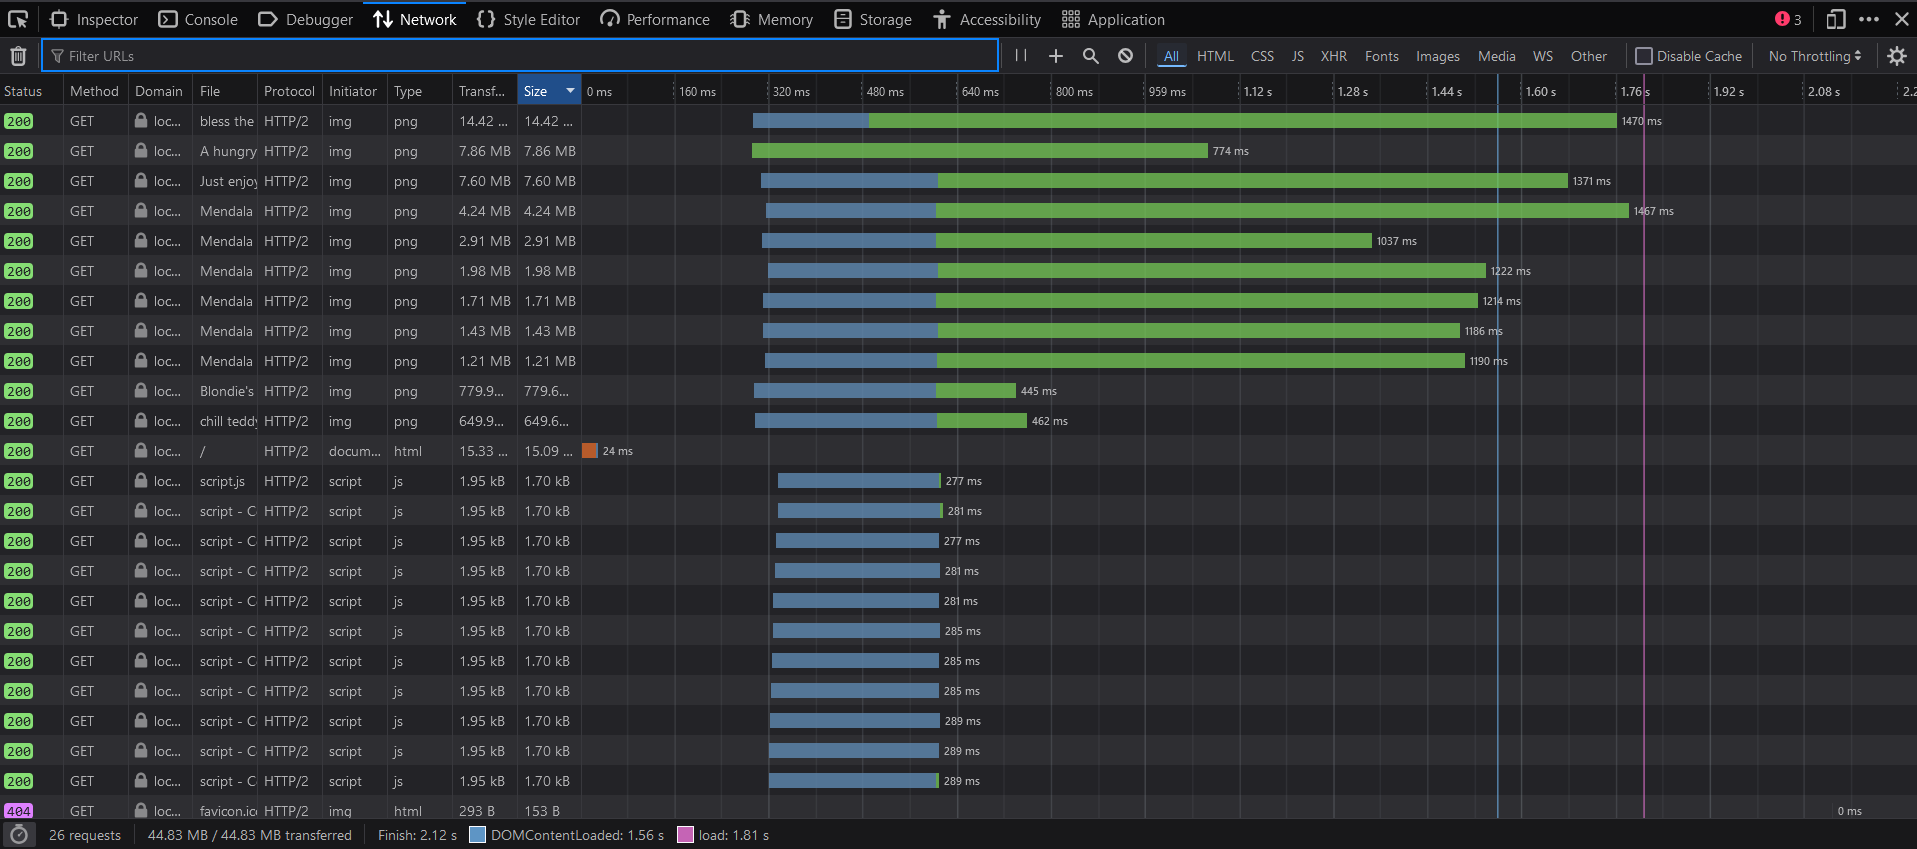 Inspector Console Debugger Network Style Editor Performance Memory Storage Accessibility Application 3
Filter URLs All HTML CSS JS XHR Fonts Images Media WS Other Disable Cache No Throttling
Status Method Domain File Protocol Initiator Type Transf... Size 0 ms 160 ms 320 ms 480 ms 640 ms 800 ms 959 ms 1.12 s 1.28 s 1.44 s 1.60 s 1.76 s 1.92 s 2.08 s 2.2
200 GET loc... bless the HTTP/2 img png 14.42 ... 14.42 ... 1470 ms
200 GET loc... A hungry HTTP/2 img png 7.86 MB 7.86 MB 774 ms
200 GET loc... Just enjoy HTTP/2 img png 7.60 MB 7.60 MB 1371 ms
200 GET loc... Mendala HTTP/2 img png 4.24 MB 4.24 MB 1467 ms
200 GET loc... Mendala HTTP/2 img png 2.91 MB 2.91 MB 1037 ms
200 GET loc... Mendala HTTP/2 img png 1.98 MB 1.98 MB 1222 ms
200 GET loc... Mendala HTTP/2 img png 1.71 MB 1.71 MB 1214 ms
200 GET loc... Mendala HTTP/2 img png 1.43 MB 1.43 MB 1186 ms
200 GET loc... Mendala HTTP/2 img png 1.21 MB 1.21 MB 1190 ms
200 GET loc... Blondie's HTTP/2 img png 779.9... 779.6... 445 ms
200 GET loc... chill teddy HTTP/2 img png 649.9... 649.6... 462 ms
200 GET loc... / HTTP/2 docum... html 15.33 ... 15.09 ... 24 ms
200 GET loc... script.js HTTP/2 script js 1.95 kB 1.70 kB 277 ms
200 GET loc... script - C HTTP/2 script js 1.95 kB 1.70 kB 281 ms
200 GET loc... script - C HTTP/2 script js 1.95 kB 1.70 kB 277 ms
200 GET loc... script - C HTTP/2 script js 1.95 kB 1.70 kB 281 ms
200 GET loc... script - C HTTP/2 script js 1.95 kB 1.70 kB 281 ms
200 GET loc... script - C HTTP/2 script js 1.95 kB 1.70 kB 285 ms
200 GET loc... script - C HTTP/2 script js 1.95 kB 1.70 kB 285 ms
200 GET loc... script - C HTTP/2 script js 1.95 kB 1.70 kB 285 ms
200 GET loc... script - C HTTP/2 script js 1.95 kB 1.70 kB 289 ms
200 GET loc... script - C HTTP/2 script js 1.95 kB 1.70 kB 289 ms
200 GET loc... script - C HTTP/2 script js 1.95 kB 1.70 kB 289 ms
404 GET loc... favicon.ic HTTP/2 img html 293 B 153 B 0 ms
26 requests 44.83 MB / 44.83 MB transferred Finish: 2.12 s DOMContentLoaded: 1.56 s load: 1.81 s